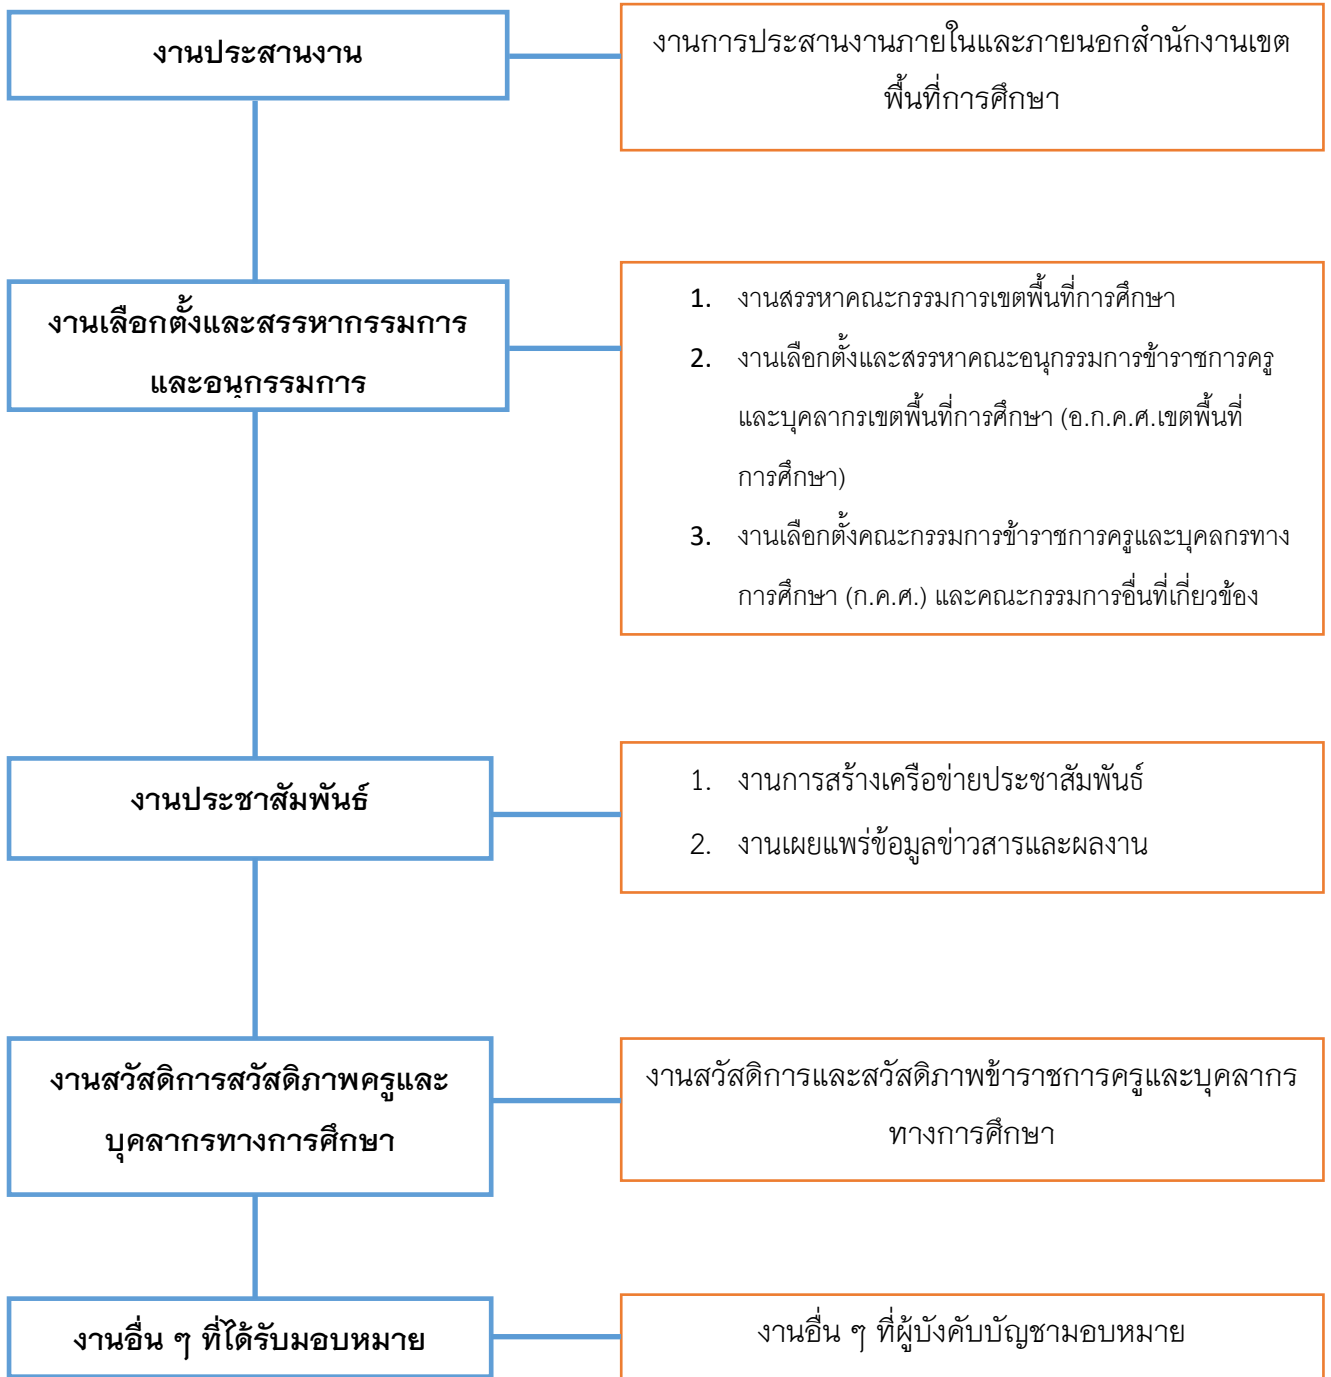 งานประสานงาน
งานการประสานงานภายในและภายนอกสำนักงานเขต
พื้นที่การศึกษา
งานเลือกตั้งและสรรหากรรมการ
และอนุกรรมการ
1. งานสรรหาคณะกรรมการเขตพื้นที่การศึกษา
2. งานเลือกตั้งและสรรหาคณะอนุกรรมการข้าราชการครู
และบุคลากรเขตพื้นที่การศึกษา (อ.ก.ค.ศ.เขตพื้นที่
การศึกษา)
3. งานเลือกตั้งคณะกรรมการข้าราชการครูและบุคลกรทาง
การศึกษา (ก.ค.ศ.) และคณะกรรมการอื่นที่เกี่ยวข้อง
งานประชาสัมพันธ์
1. งานการสร้างเครือข่ายประชาสัมพันธ์
2. งานเผยแพร่ข้อมูลข่าวสารและผลงาน
งานสวัสดิการสวัสดิภาพครูและ
บุคลากรทางการศึกษา
งานสวัสดิการและสวัสดิภาพข้าราชการครูและบุคลากร
ทางการศึกษา
งานอื่น ๆ ที่ได้รับมอบหมาย
งานอื่น ๆ ที่ผู้บังคับบัญชามอบหมาย